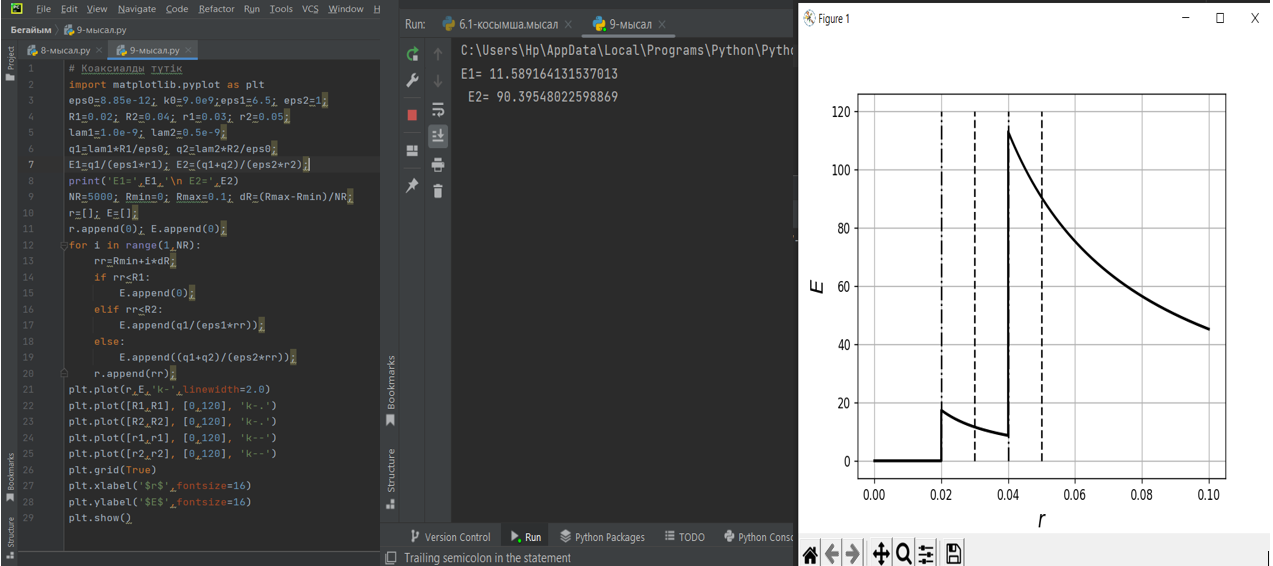 File Edit View Navigate Code Refactor Run Tools VCS Window H
Бегайым 9-мысал.py
8-мысал.py 9-мысал.py
Project
1 # Коаксиалды түтік
2 import matplotlib.pyplot as plt
3 eps0=8.85e-12; k0=9.0e9;eps1=6.5; eps2=1;
4 R1=0.02; R2=0.04; r1=0.03; r2=0.05;
5 lam1=1.0e-9; lam2=0.5e-9;
6 q1=lam1*R1/eps0; q2=lam2*R2/eps0;
7 E1=q1/(eps1*r1); E2=(q1+q2)/(eps2*r2);
8 print('E1=',E1,'\n E2=',E2)
9 NR=5000; Rmin=0; Rmax=0.1; dR=(Rmax-Rmin)/NR;
10 r=[]; E=[];
11 r.append(0); E.append(0);
12 for i in range(1,NR):
13 rr=Rmin+i*dR;
14 if rr<R1:
15 E.append(0);
16 elif rr<R2:
17 E.append(q1/(eps1*rr));
18 else:
19 E.append((q1+q2)/(eps2*rr));
20 r.append(rr);
21 plt.plot(r,E,'k-',linewidth=2.0)
22 plt.plot([R1,R1], [0,120], 'k-.')
23 plt.plot([R2,R2], [0,120], 'k-.')
24 plt.plot([r1,r1], [0,120], 'k--')
25 plt.plot([r2,r2], [0,120], 'k--')
26 plt.grid(True)
27 plt.xlabel('$r$',fontsize=16)
28 plt.ylabel('$E$',fontsize=16)
29 plt.show()
Bookmarks
Structure
Run: 6.1-косымша.мысал 9-мысал
C:\Users\Hp\AppData\Local\Programs\Python\Pytho
E1= 11.589164131537013
E2= 90.39548022598869
Bookmarks
Structure
Version Control Run Python Packages TODO Python Conso
Trailing semicolon in the statement
Figure 1
120
100
80
60
40
20
0
E
0.00 0.02 0.04 0.06 0.08 0.10
r